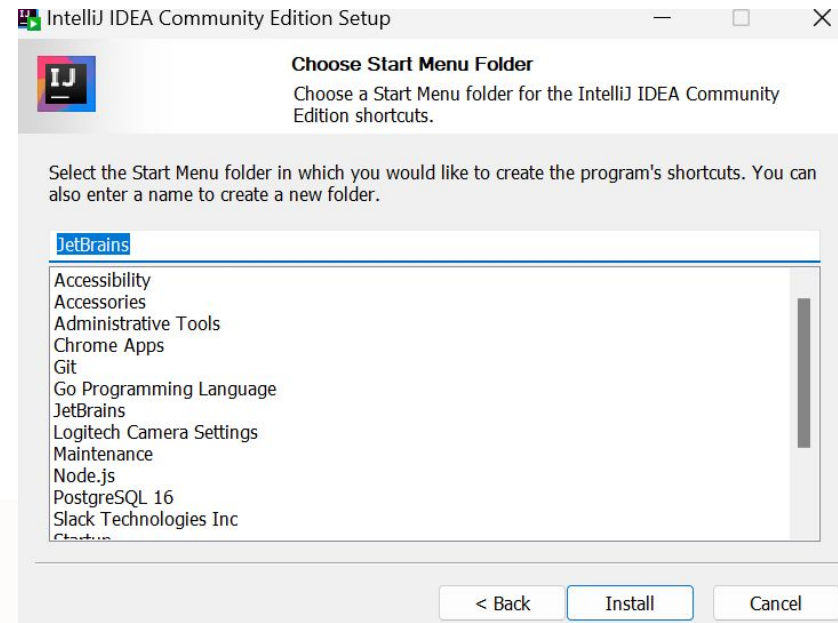 IntelliJ IDEA Community Edition Setup
IJ
Choose Start Menu Folder
Choose a Start Menu folder for the IntelliJ IDEA Community
Edition shortcuts.
Select the Start Menu folder in which you would like to create the program's shortcuts. You can
also enter a name to create a new folder.
JetBrains
Accessibility
Accessories
Administrative Tools
Chrome Apps
Git
Go Programming Language
JetBrains
Logitech Camera Settings
Maintenance
Node.js
PostgreSQL 16
Slack Technologies Inc
Startup
< Back
Install
Cancel